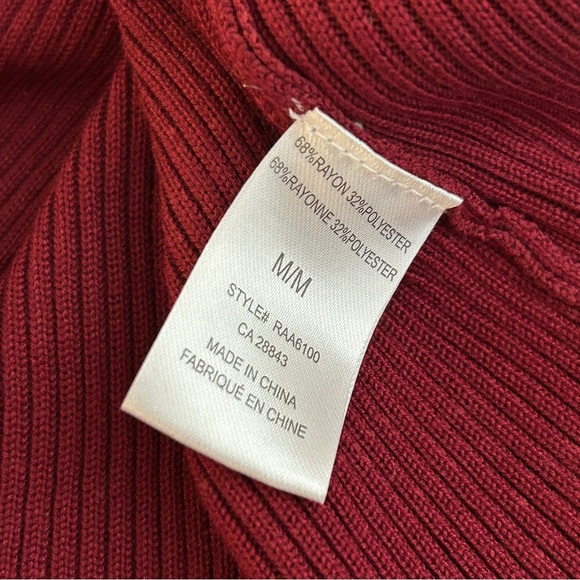 68%RAYON 32%POLYESTER
68%RAYONNE 32%POLYESTER
M/M
STYLE# RAA6100
CA 28843
MADE IN CHINA
FABRIQUÉ EN CHINE